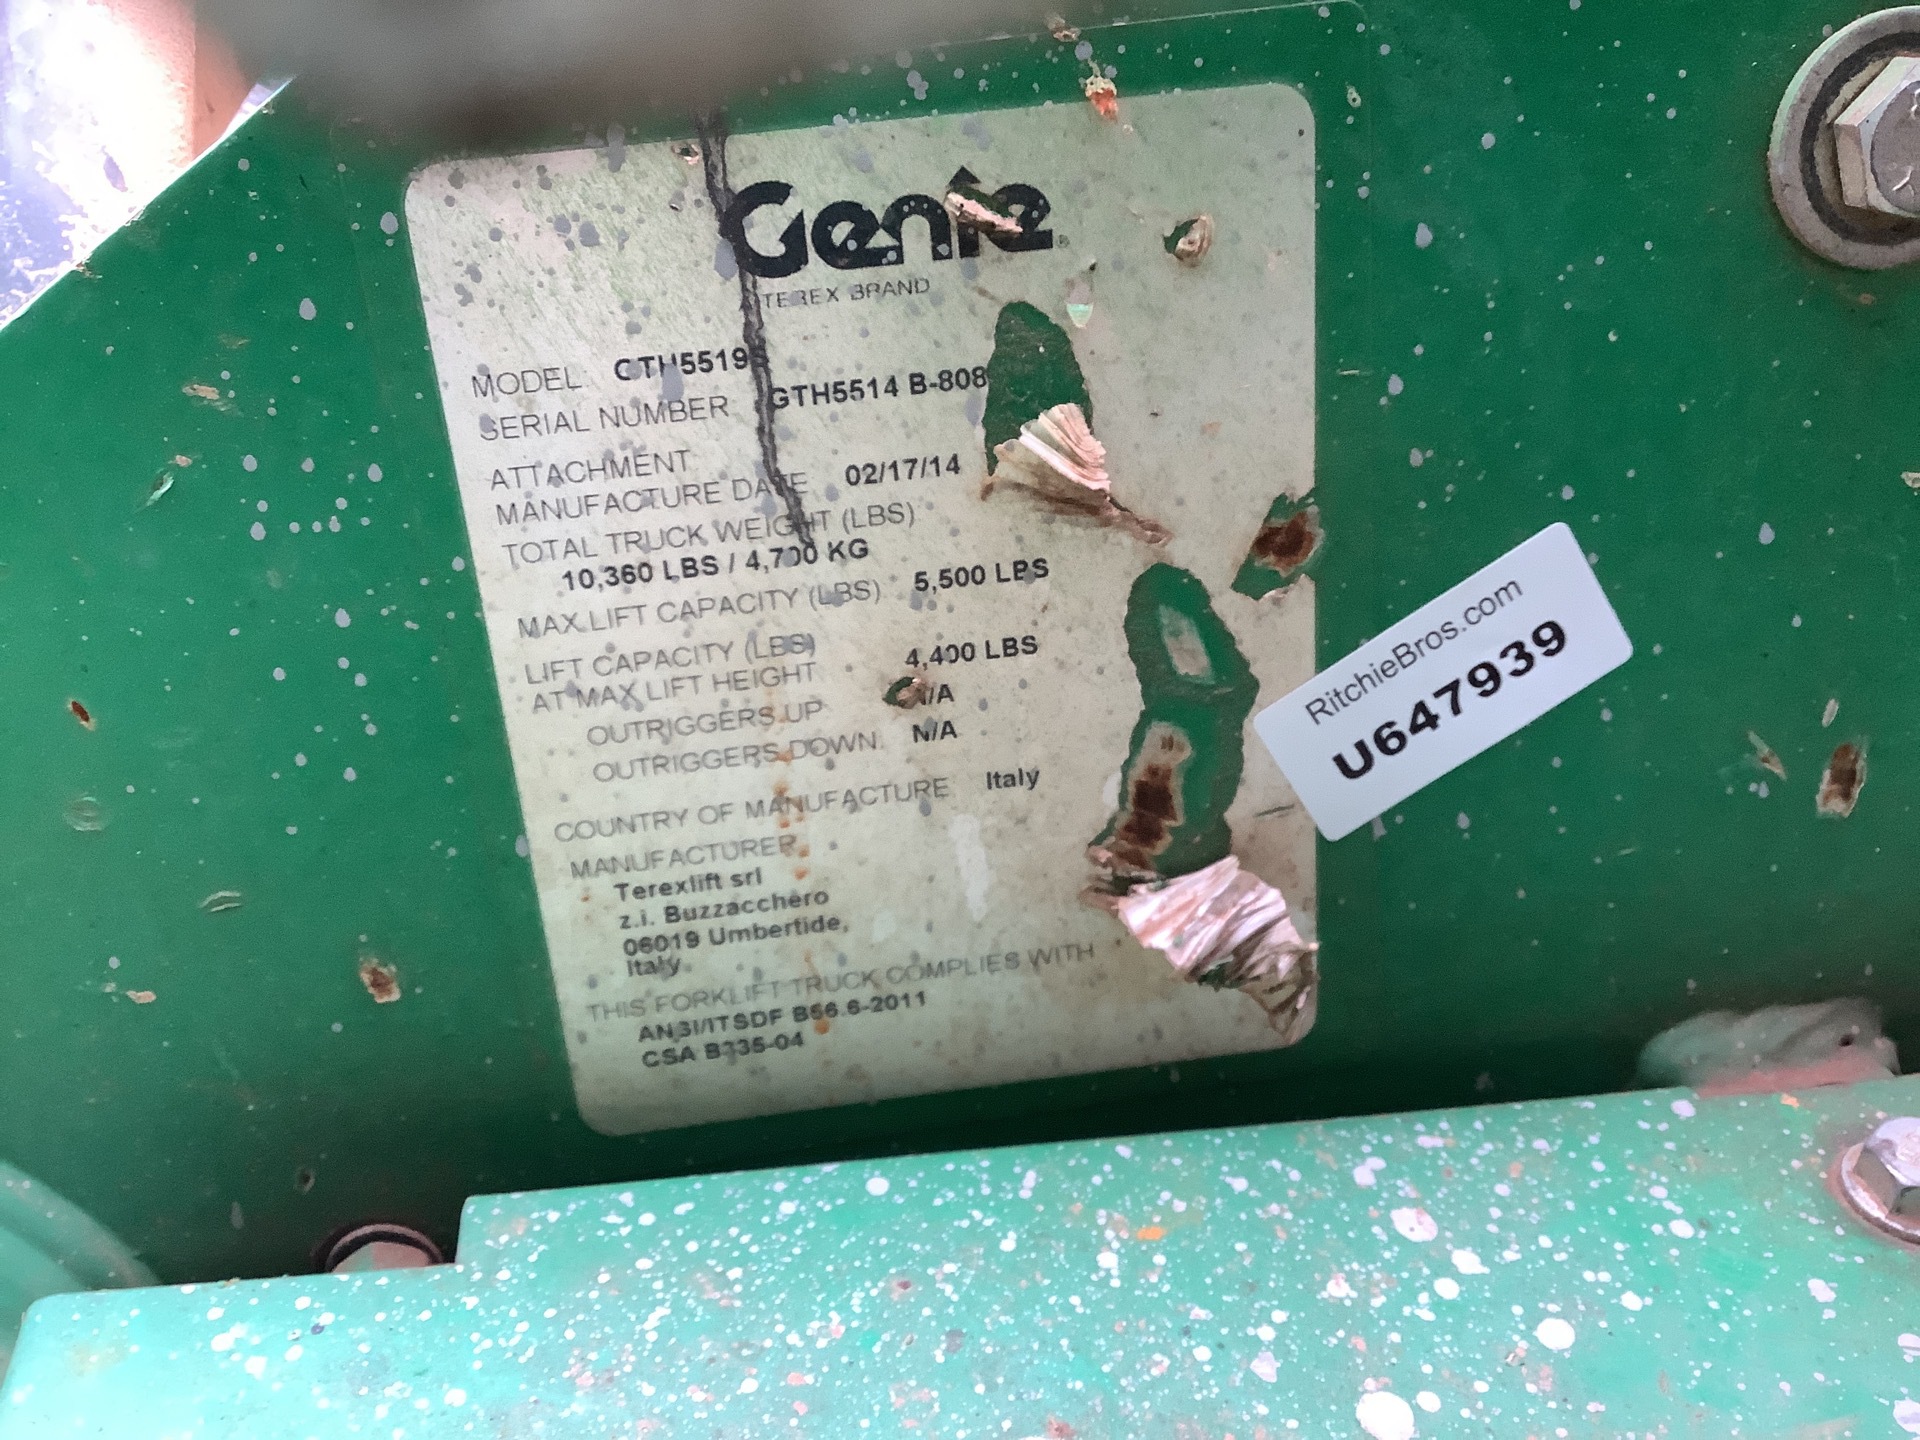 Genie
A TEREX BRAND
MODEL GTH5519S
SERIAL NUMBER GTH5514 B-808
ATTACHMENT
MANUFACTURE DATE 02/17/14
TOTAL TRUCK WEIGHT (LBS)
10,360 LBS / 4,700 KG
MAX LIFT CAPACITY (LBS) 5,500 LBS
LIFT CAPACITY (LBS)
AT MAX LIFT HEIGHT 4,400 LBS
OUTRIGGERS UP N/A
OUTRIGGERS DOWN N/A
COUNTRY OF MANUFACTURE Italy
MANUFACTURER
Terexlift srl
z.i. Buzzacchero
06019 Umbertide,
Italy
THIS FORKLIFT TRUCK COMPLIES WITH
ANSI/ITSDF B56.6-2011
CSA B335-04
RitchieBros.com
U647939